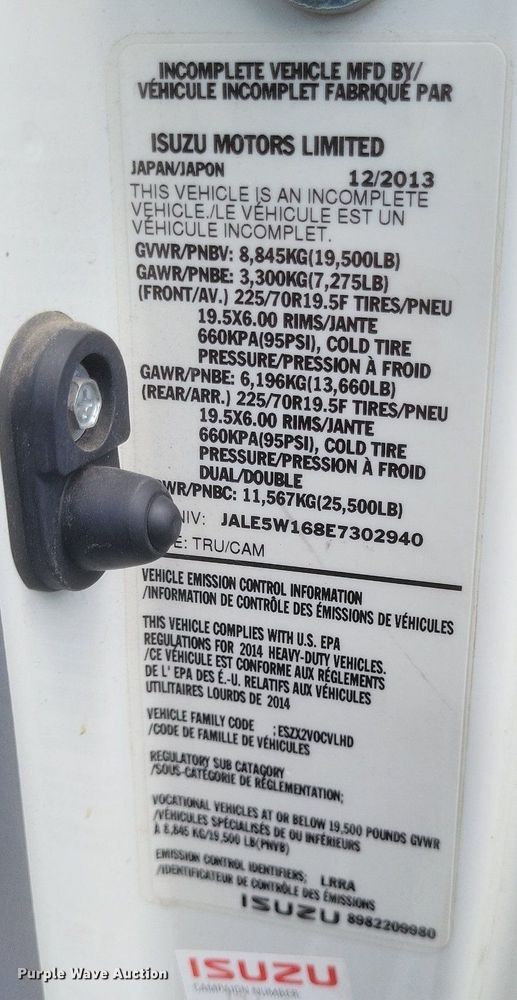 INCOMPLETE VEHICLE MFD BY/
VÉHICULE INCOMPLET FABRIQUÉ PAR
ISUZU MOTORS LIMITED
JAPAN/JAPON 12/2013
THIS VEHICLE IS AN INCOMPLETE
VEHICLE./LE VÉHICULE EST UN
VÉHICULE INCOMPLET.
GVWR/PNBV: 8,845KG(19,500LB)
GAWR/PNBE: 3,300KG(7,275LB)
(FRONT/AV.) 225/70R19.5F TIRES/PNEU
19.5X6.00 RIMS/JANTE
660KPA(95PSI), COLD TIRE
PRESSURE/PRESSION À FROID
GAWR/PNBE: 6,196KG(13,660LB)
(REAR/ARR.) 225/70R19.5F TIRES/PNEU
19.5X6.00 RIMS/JANTE
660KPA(95PSI), COLD TIRE
PRESSURE/PRESSION À FROID
DUAL/DOUBLE
WR/PNBC: 11,567KG(25,500LB)
NIV: JALE5W168E7302940
E: TRU/CAM
VEHICLE EMISSION CONTROL INFORMATION
/INFORMATION DE CONTRÔLE DES ÉMISSIONS DE VÉHICULES
THIS VEHICLE COMPLIES WITH U.S. EPA
REGULATIONS FOR 2014 HEAVY-DUTY VEHICLES.
/CE VÉHICULE EST CONFORME AUX RÉGLEMENTS
DE L' EPA DES É.-U. RELATIFS AUX VÉHICULES
UTILITAIRES LOURDS DE 2014
VEHICLE FAMILY CODE :ESZX2VOCVLHD
/CODE DE FAMILLE DE VÉHICULES
REGULATORY SUB CATAGORY
/SOUS-CATÉGORIE DE RÉGLEMENTATION;
VOCATIONAL VEHICLES AT OR BELOW 19,500 POUNDS GVWR
/VÉHICULES SPÉCIALISÉS DE OU INFÉRIEURS
À 8,845 KG/19,500 LB(PNVB)
EMISSION CONTROL IDENTIFIERS; LRRA
/IDENTIFICATEUR DE CONTRÔLE DES ÉMISSIONS
ISUZU 8982209980
ISUZU
CAMPAIGN NUMBER
Purple Wave Auction